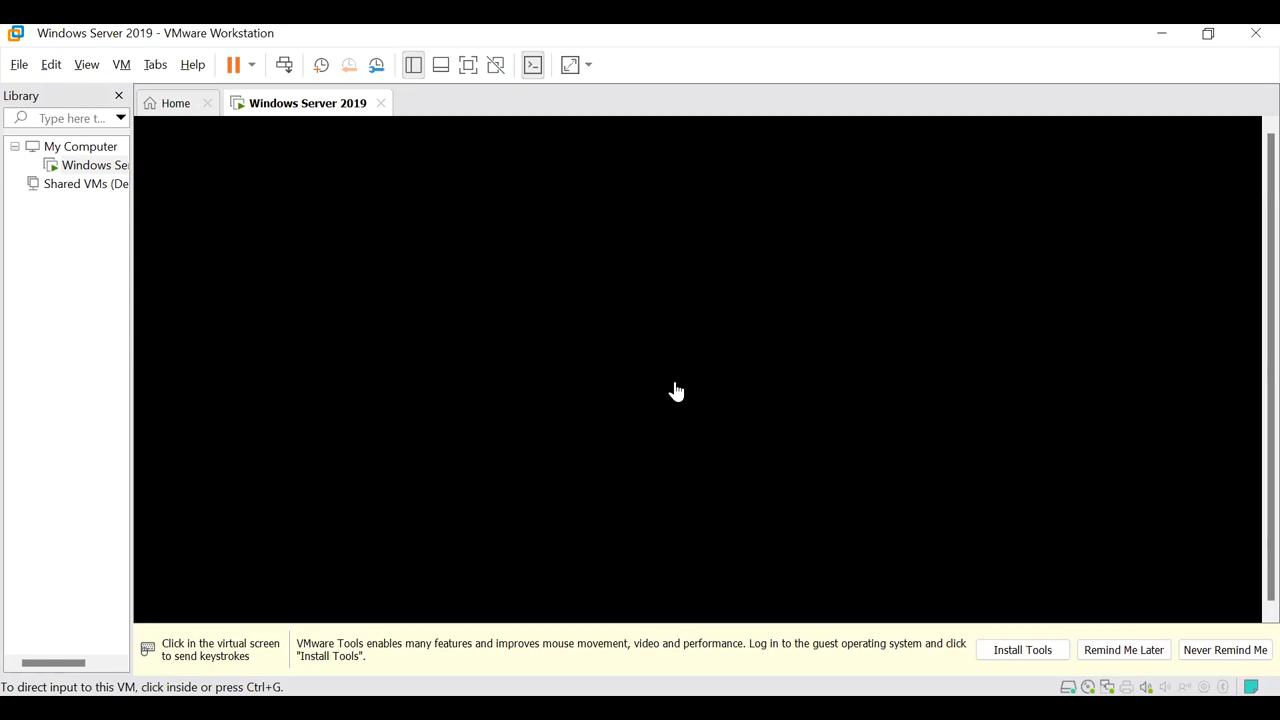 Windows Server 2019 - VMware Workstation
File Edit View VM Tabs Help
Library
Type here t...
Home
Windows Server 2019
My Computer
Windows Se
Shared VMs (De
Click in the virtual screen
to send keystrokes
VMware Tools enables many features and improves mouse movement, video and performance. Log in to the guest operating system and click
"Install Tools".
Install Tools
Remind Me Later
Never Remind Me
To direct input to this VM, click inside or press Ctrl+G.